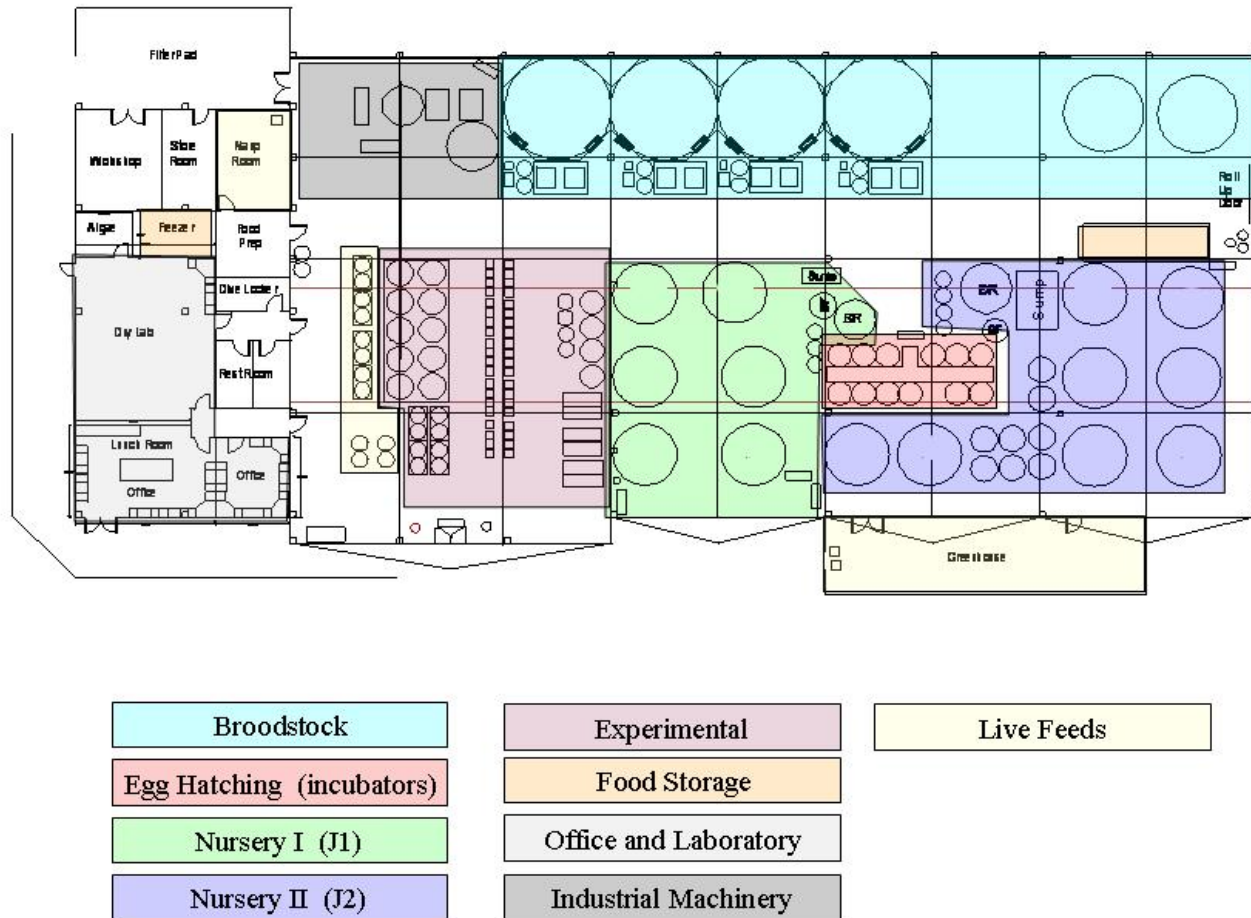 Filter Pad
Workshop
Store
Room
Room
Roll
Up
Door
Algae
Freezer
Food
Prep
Dive Locker
Dry Lab
Rest Room
Lunch Room
Office
Office
Sump
BR
BR
Sump
Greenhouse
Broodstock
Experimental
Live Feeds
Egg Hatching (incubators)
Food Storage
Nursery I (J1)
Office and Laboratory
Nursery II (J2)
Industrial Machinery